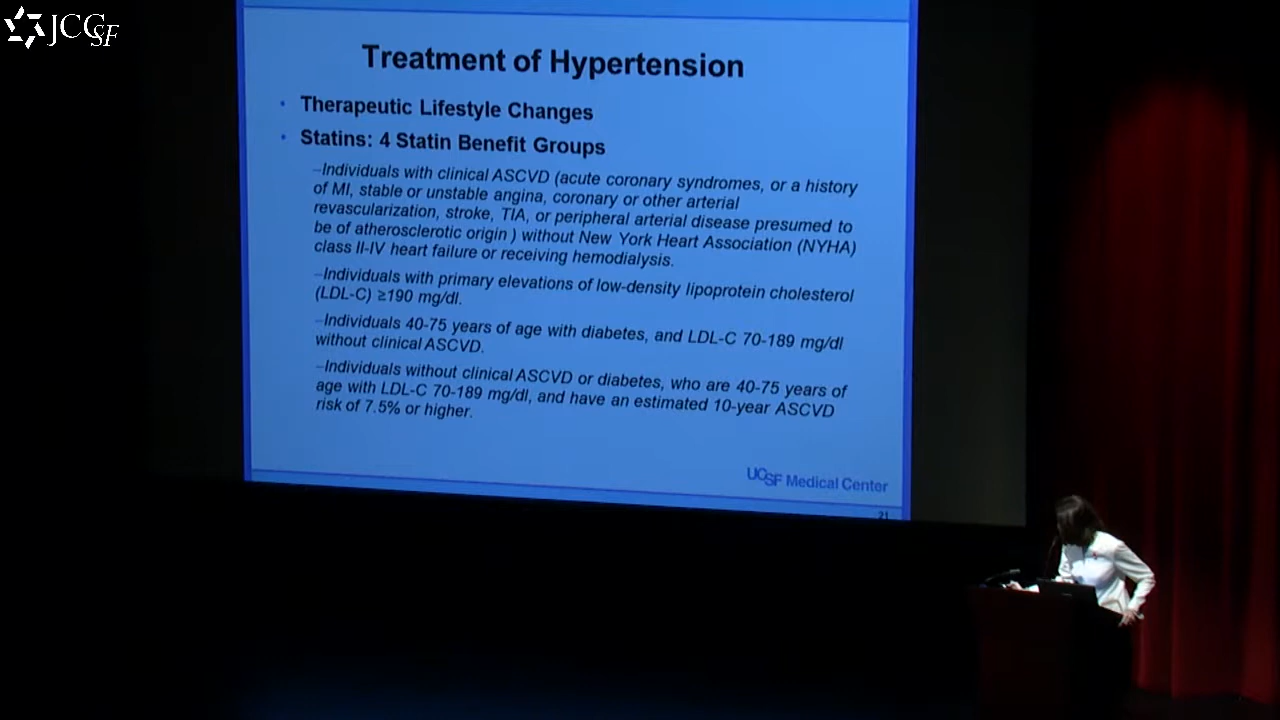 JCCSF
Treatment of Hypertension
• Therapeutic Lifestyle Changes
• Statins: 4 Statin Benefit Groups
–Individuals with clinical ASCVD (acute coronary syndromes, or a history
of MI, stable or unstable angina, coronary or other arterial
revascularization, stroke, TIA, or peripheral arterial disease presumed to
be of atherosclerotic origin ) without New York Heart Association (NYHA)
class II-IV heart failure or receiving hemodialysis.
–Individuals with primary elevations of low-density lipoprotein cholesterol
(LDL-C) ≥190 mg/dl.
–Individuals 40-75 years of age with diabetes, and LDL-C 70-189 mg/dl
without clinical ASCVD.
–Individuals without clinical ASCVD or diabetes, who are 40-75 years of
age with LDL-C 70-189 mg/dl, and have an estimated 10-year ASCVD
risk of 7.5% or higher.
UCSF Medical Center
21